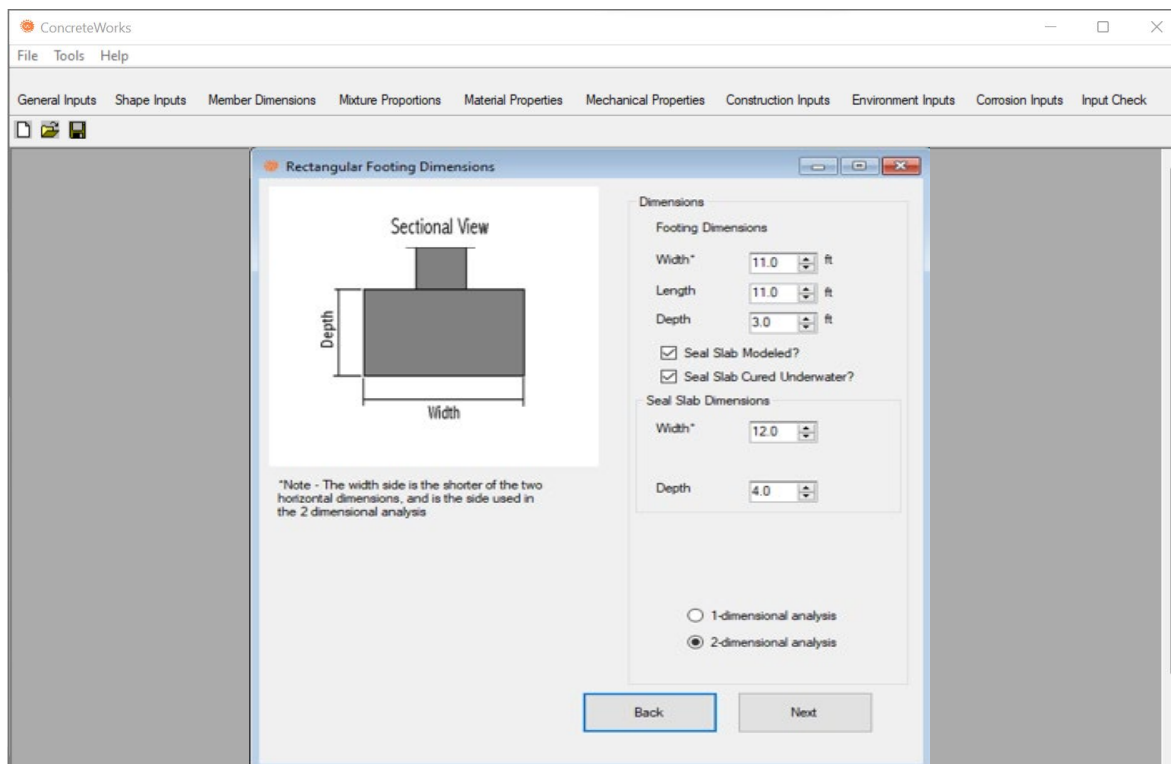 ConcreteWorks
File Tools Help
General Inputs Shape Inputs Member Dimensions Mixture Proportions Material Properties Mechanical Properties Construction Inputs Environment Inputs Corrosion Inputs Input Check
Rectangular Footing Dimensions
Sectional View
Depth
Width
*Note - The width side is the shorter of the two
horizontal dimensions, and is the side used in
the 2 dimensional analysis
Dimensions
Footing Dimensions
Width* 11.0 ft
Length 11.0 ft
Depth 3.0 ft
Seal Slab Modeled?
Seal Slab Cured Underwater?
Seal Slab Dimensions
Width* 12.0
Depth 4.0
1-dimensional analysis
2-dimensional analysis
Back Next